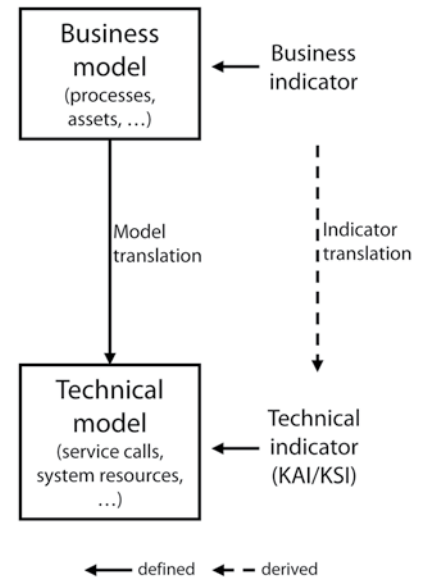 Business
model
(processes,
assets, ...)
Business
indicator
Model
translation
Indicator
translation
Technical
model
(service calls,
system resources,
...)
Technical
indicator
(KAI/KSI)
defined
derived